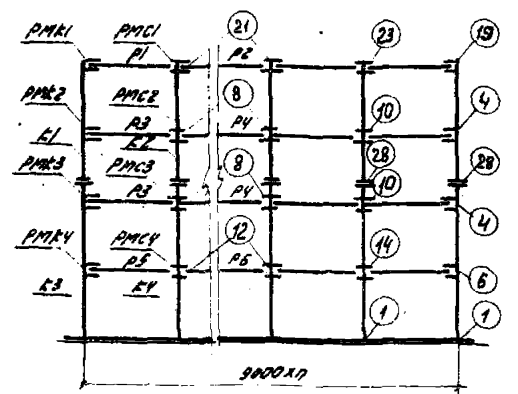 РМК1 РМС1 21 23 19
Р1 Р2
РМК2 РМС2 8 10 4
К1 Р3 К2 Р4
РМК3 РМС3 8 28 28
Р3 Р4 10 4
РМК4 РМС4 12 14
Р5 Р6 6
К3 К4
1 1
9000хп